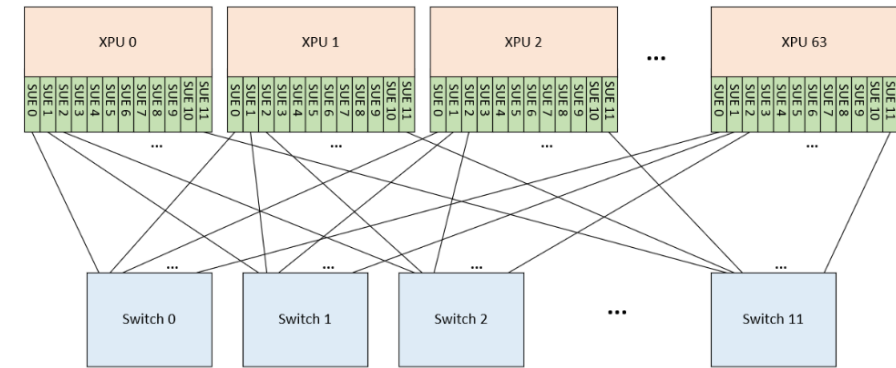 XPU 0
XPU 1
XPU 2
...
XPU 63
SUE 0
SUE 1
SUE 2
SUE 3
SUE 4
SUE 5
SUE 6
SUE 7
SUE 8
SUE 9
SUE 10
SUE 11
SUE 0
SUE 1
SUE 2
SUE 3
SUE 4
SUE 5
SUE 6
SUE 7
SUE 8
SUE 9
SUE 10
SUE 11
SUE 0
SUE 1
SUE 2
SUE 3
SUE 4
SUE 5
SUE 6
SUE 7
SUE 8
SUE 9
SUE 10
SUE 11
SUE 0
SUE 1
SUE 2
SUE 3
SUE 4
SUE 5
SUE 6
SUE 7
SUE 8
SUE 9
SUE 10
SUE 11
...
...
...
...
...
...
...
...
Switch 0
Switch 1
Switch 2
...
Switch 11